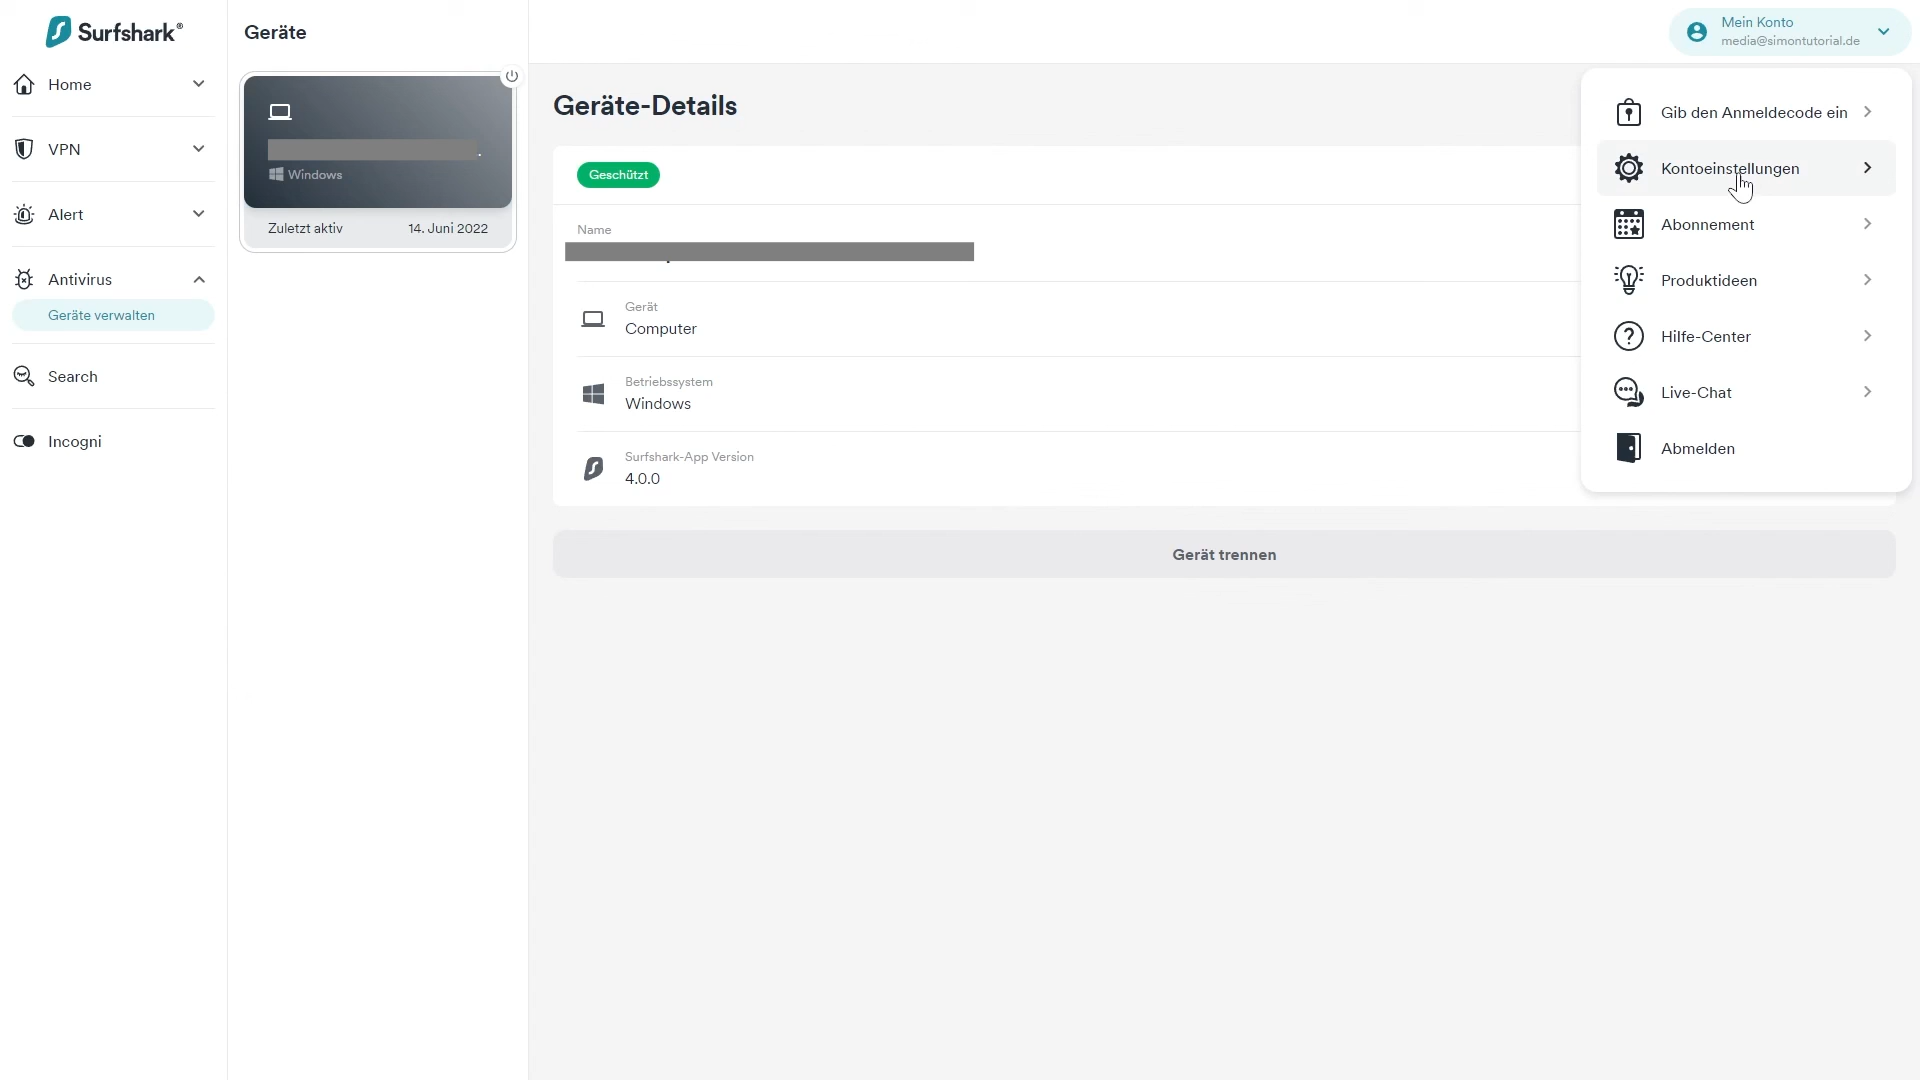 Surfshark®
Home
VPN
Alert
Antivirus
Geräte verwalten
Search
Incogni
Geräte
Windows
Zuletzt aktiv 14. Juni 2022
Geräte-Details
Geschützt
Name
Gerät
Computer
Betriebssystem
Windows
Surfshark-App Version
4.0.0
Gerät trennen
Mein Konto
media@simontutorial.de
Gib den Anmeldecode ein
Kontoeinstellungen
Abonnement
Produktideen
Hilfe-Center
Live-Chat
Abmelden